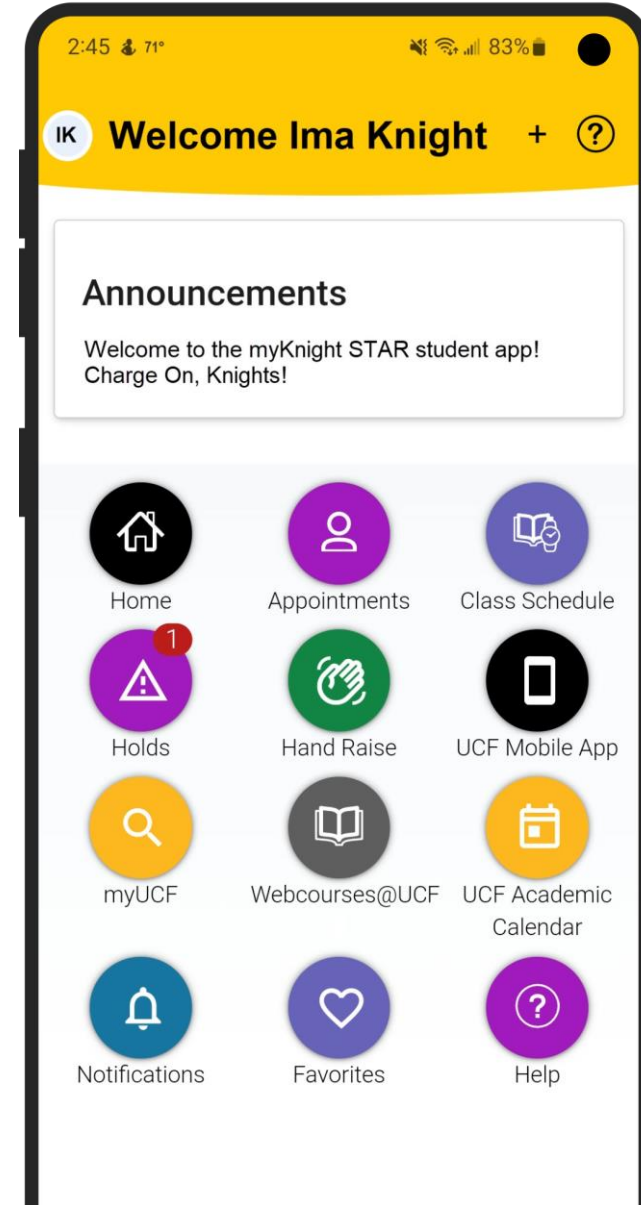 2:45 71° 83%
IK Welcome Ima Knight + ?
Announcements
Welcome to the myKnight STAR student app!
Charge On, Knights!
Home Appointments Class Schedule
1
Holds Hand Raise UCF Mobile App
myUCF Webcourses@UCF UCF Academic
Calendar
?
Notifications Favorites Help